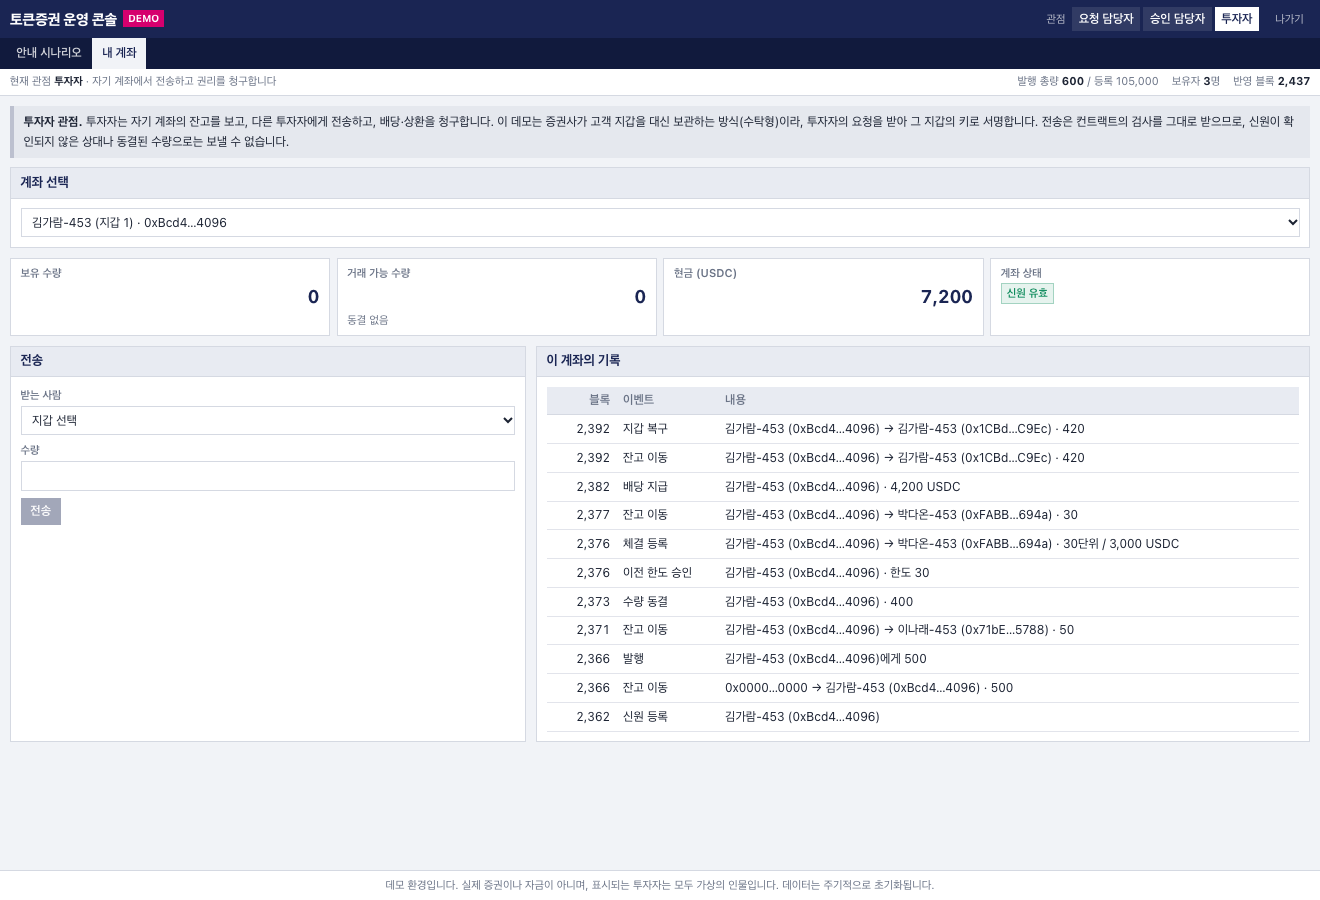 토큰증권 운영 콘솔 DEMO
관점 요청 담당자 승인 담당자 투자자 나가기
안내 시나리오 내 계좌
현재 관점 투자자 · 자기 계좌에서 전송하고 권리를 청구합니다
발행 총량 600 / 등록 105,000 보유자 3명 반영 블록 2,437
투자자 관점. 투자자는 자기 계좌의 잔고를 보고, 다른 투자자에게 전송하고, 배당·상환을 청구합니다. 이 데모는 증권사가 고객 지갑을 대신 보관하는 방식(수탁형)이라, 투자자의 요청을 받아 그 지갑의 키로 서명합니다. 전송은 컨트랙트의 검사를 그대로 받으므로, 신원이 확
인되지 않은 상대나 동결된 수량으로는 보낼 수 없습니다.
계좌 선택
김가람-453 (지갑 1) · 0xBcd4…4096
보유 수량
0
거래 가능 수량
0
동결 없음
현금 (USDC)
7,200
계좌 상태
신원 유효
전송
받는 사람
지갑 선택
수량
전송
이 계좌의 기록
블록 이벤트 내용
2,392 지갑 복구 김가람-453 (0xBcd4…4096) → 김가람-453 (0x1CBd…C9Ec) · 420
2,392 잔고 이동 김가람-453 (0xBcd4…4096) → 김가람-453 (0x1CBd…C9Ec) · 420
2,382 배당 지급 김가람-453 (0xBcd4…4096) · 4,200 USDC
2,377 잔고 이동 김가람-453 (0xBcd4…4096) → 박다온-453 (0xFABB…694a) · 30
2,376 체결 등록 김가람-453 (0xBcd4…4096) → 박다온-453 (0xFABB…694a) · 30단위 / 3,000 USDC
2,376 이전 한도 승인 김가람-453 (0xBcd4…4096) · 한도 30
2,373 수량 동결 김가람-453 (0xBcd4…4096) · 400
2,371 잔고 이동 김가람-453 (0xBcd4…4096) → 이나래-453 (0x71bE…5788) · 50
2,366 발행 김가람-453 (0xBcd4…4096)에게 500
2,366 잔고 이동 0x0000…0000 → 김가람-453 (0xBcd4…4096) · 500
2,362 신원 등록 김가람-453 (0xBcd4…4096)
데모 환경입니다. 실제 증권이나 자금이 아니며, 표시되는 투자자는 모두 가상의 인물입니다. 데이터는 주기적으로 초기화됩니다.